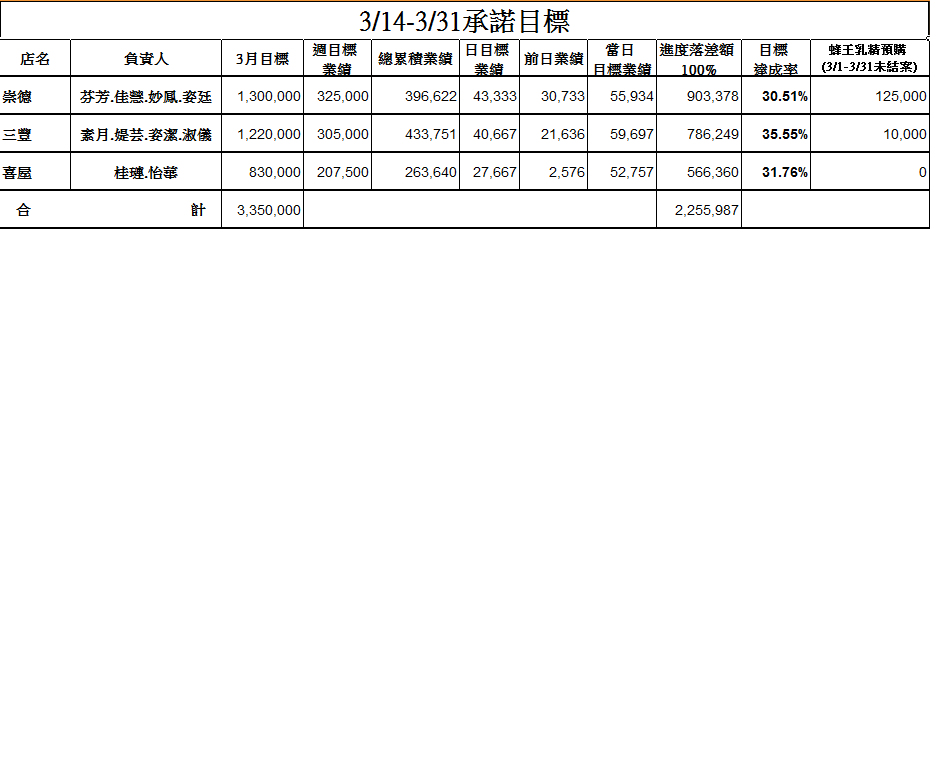 3/14-3/31承諾目標
店名 負責人 3月目標 週目標業績 總累積業績 日目標業績 前日業績 當日目標業績 進度落差額100% 目標達成率 蜂王乳精預購(3/1-3/31未結案)
崇德 芬芳.佳慧.妙鳳.姿廷 1,300,000 325,000 396,622 43,333 30,733 55,934 903,378 30.51% 125,000
三豐 素月.媞芸.姿潔.淑儀 1,220,000 305,000 433,751 40,667 21,636 59,697 786,249 35.55% 10,000
喜屋 桂瑭.怡華 830,000 207,500 263,640 27,667 2,576 52,757 566,360 31.76% 0
合 計 3,350,000 2,255,987